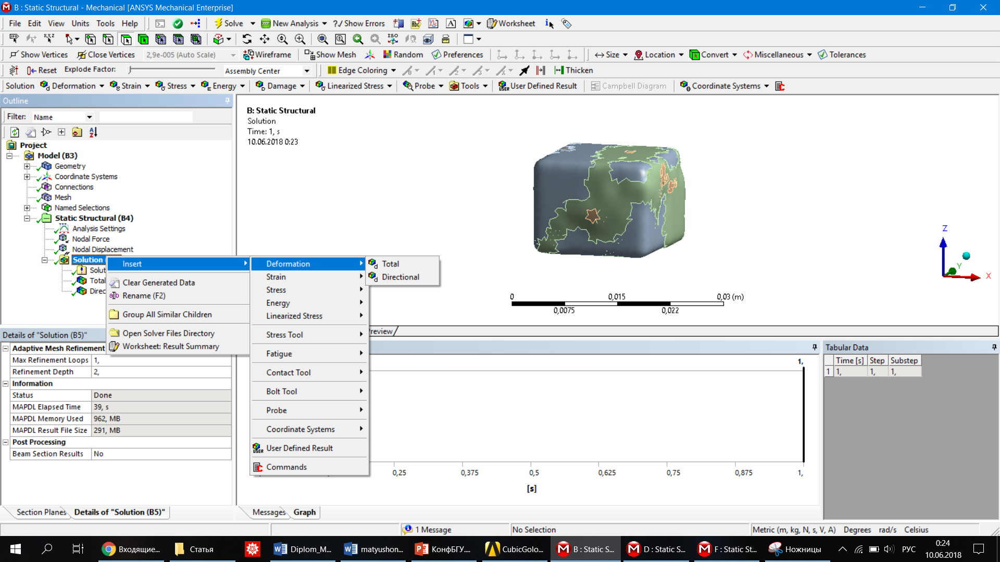 B : Static Structural - Mechanical [ANSYS Mechanical Enterprise]
File Edit View Units Tools Help Solve New Analysis ?/ Show Errors Worksheet
Show Vertices Close Vertices 2,9e-005 (Auto Scale) Wireframe Show Mesh Random Preferences Size Location Convert Miscellaneous Tolerances
Reset Explode Factor: Assembly Center Edge Coloring Thicken
Solution Deformation Strain Stress Energy Damage Linearized Stress Probe Tools User Defined Result Campbell Diagram Coordinate Systems
Outline
Filter: Name
Project
Model (B3)
Geometry
Coordinate Systems
Connections
Mesh
Named Selections
Static Structural (B4)
Analysis Settings
Nodal Force
Nodal Displacement
Solution (
Solut
Total
Direc
Insert
Clear Generated Data
Rename (F2)
Group All Similar Children
Open Solver Files Directory
Worksheet: Result Summary
Deformation
Strain
Stress
Energy
Linearized Stress
Stress Tool
Fatigue
Contact Tool
Bolt Tool
Probe
Coordinate Systems
User Defined Result
Commands
Total
Directional
B: Static Structural
Solution
Time: 1, s
10.06.2018 0:23
0 0,015 0,03 (m)
0,0075 0,022
Z
Y
X
review
Details of "Solution (B5)"
Adaptive Mesh Refinement
Max Refinement Loops 1,
Refinement Depth 2,
Information
Status Done
MAPDL Elapsed Time 39, s
MAPDL Memory Used 962, MB
MAPDL Result File Size 291, MB
Post Processing
Beam Section Results No
1,
0,25 0,375 0,5 0,625 0,75 0,875 1,
[s]
Tabular Data
Time [s] Step Substep
1 1, 1, 1,
Section Planes Details of "Solution (B5)"
Messages Graph
1 Message No Selection Metric (m, kg, N, s, V, A) Degrees rad/s Celsius
Входящие... Статья Diplom_M... matyushon... КонфБГУ.... CubicGolo... B : Static S... D : Static S... F : Static St... Ножницы РУС 0:24
10.06.2018